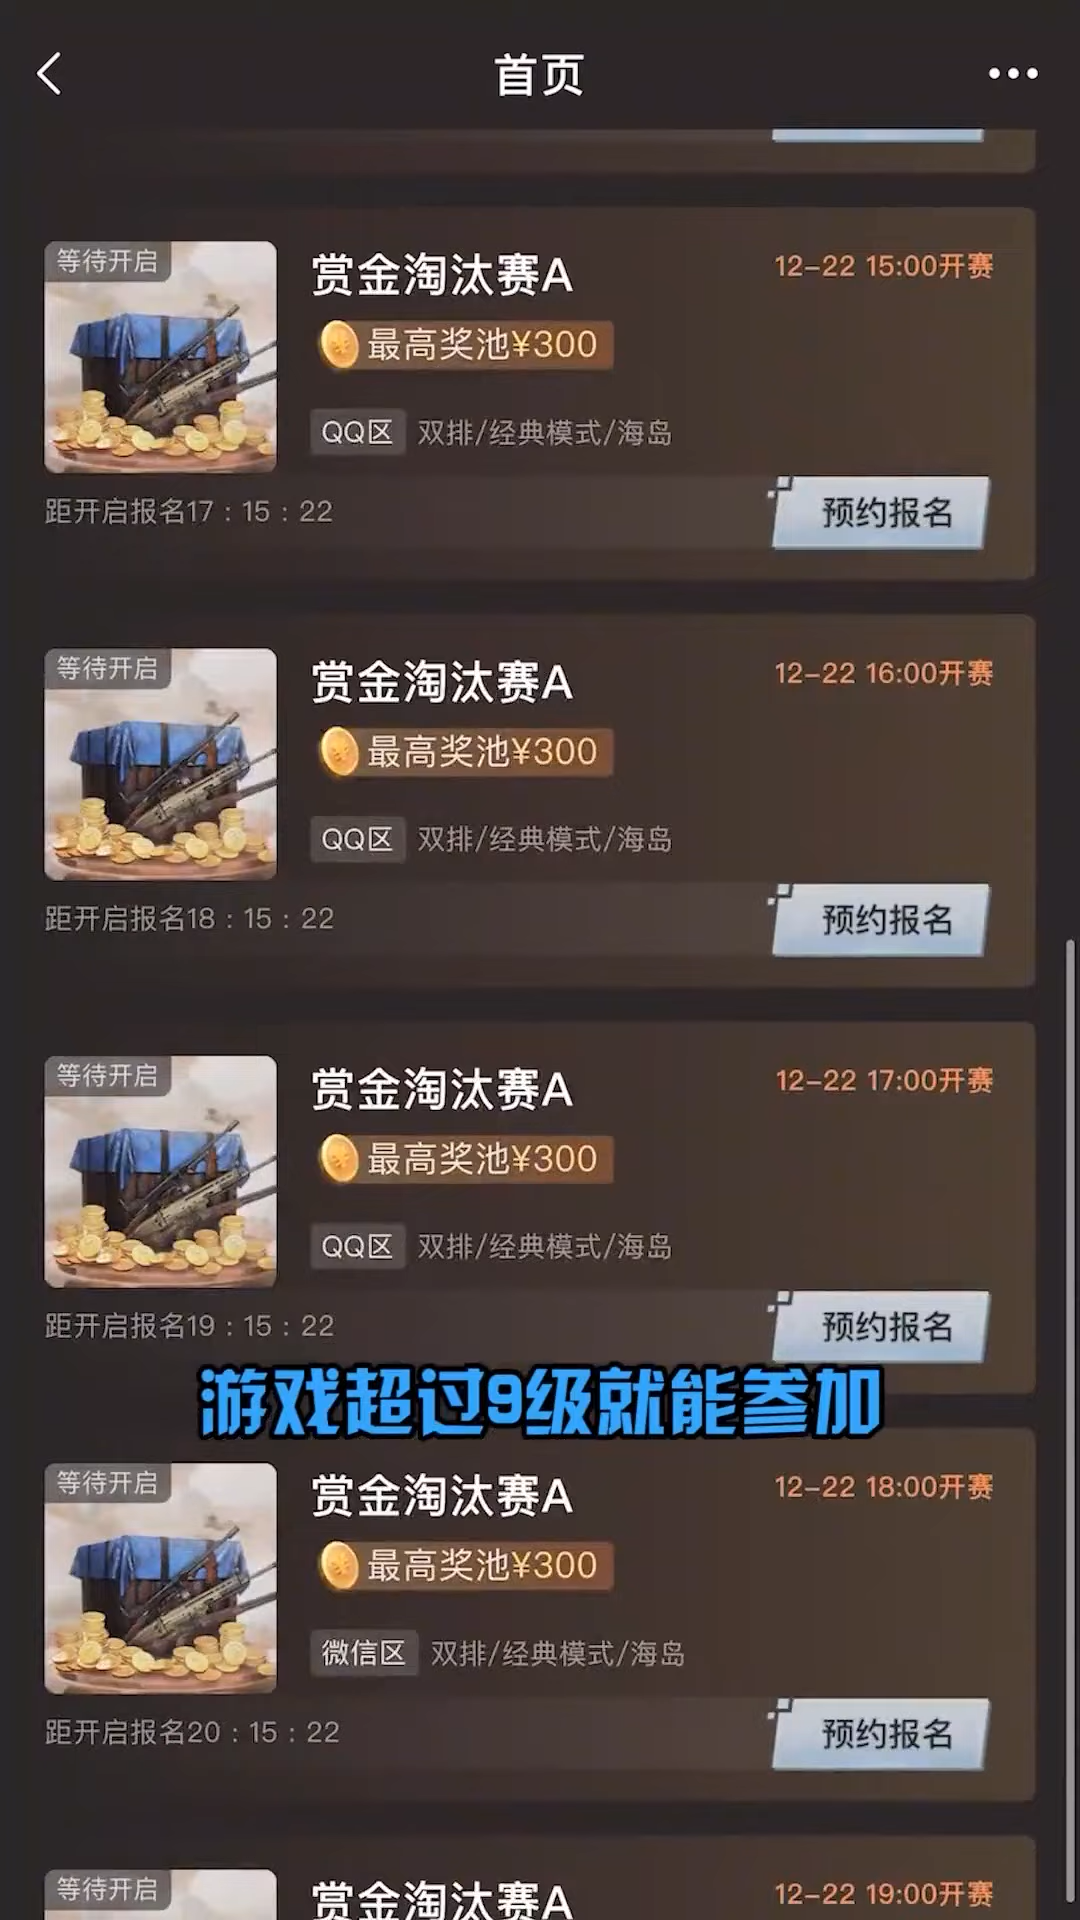 首页
等待开启
赏金淘汰赛A
12-22 15:00开赛
最高奖池¥300
QQ区 双排/经典模式/海岛
距开启报名17：15：22
预约报名
等待开启
赏金淘汰赛A
12-22 16:00开赛
最高奖池¥300
QQ区 双排/经典模式/海岛
距开启报名18：15：22
预约报名
等待开启
赏金淘汰赛A
12-22 17:00开赛
最高奖池¥300
QQ区 双排/经典模式/海岛
距开启报名19：15：22
预约报名
游戏超过9级就能参加
等待开启
赏金淘汰赛A
12-22 18:00开赛
最高奖池¥300
微信区 双排/经典模式/海岛
距开启报名20：15：22
预约报名
等待开启
赏金淘汰赛A
12-22 19:00开赛